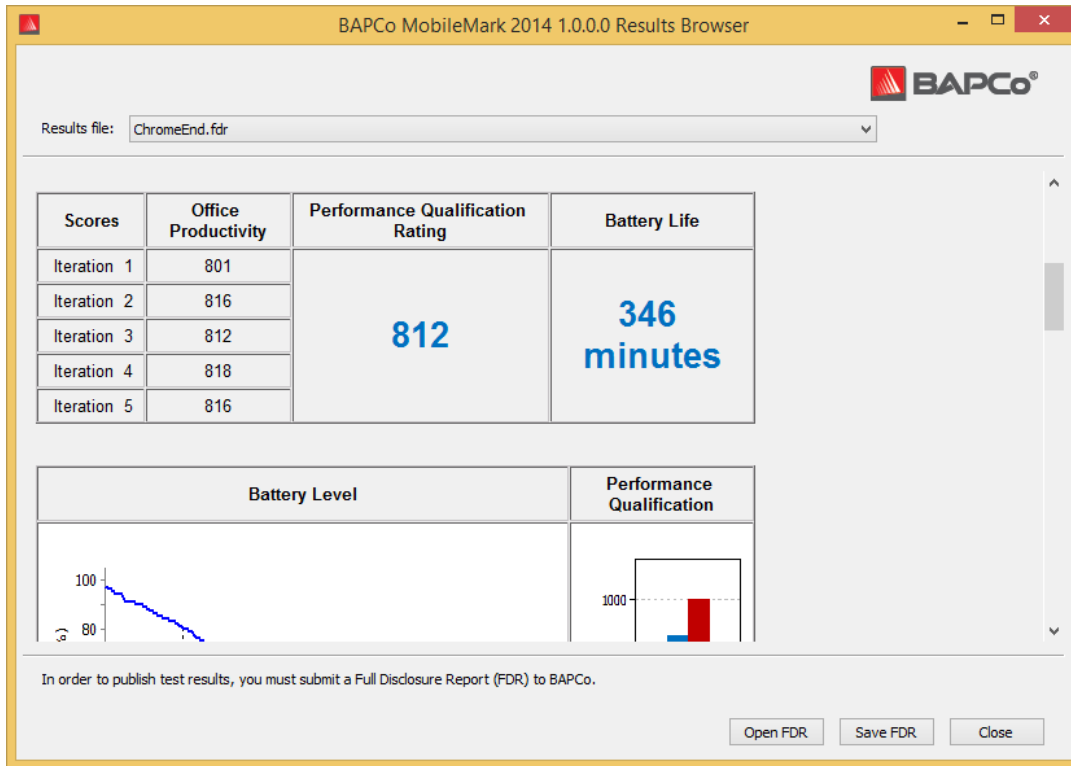 BAPCo MobileMark 2014 1.0.0.0 Results Browser
BAPCo®
Results file: ChromeEnd.fdr
Scores Office Productivity Performance Qualification Rating Battery Life
Iteration 1 801
Iteration 2 816
Iteration 3 812
Iteration 4 818
Iteration 5 816
812
346
minutes
Battery Level
Performance
Qualification
100
80
1000
In order to publish test results, you must submit a Full Disclosure Report (FDR) to BAPCo.
Open FDR Save FDR Close